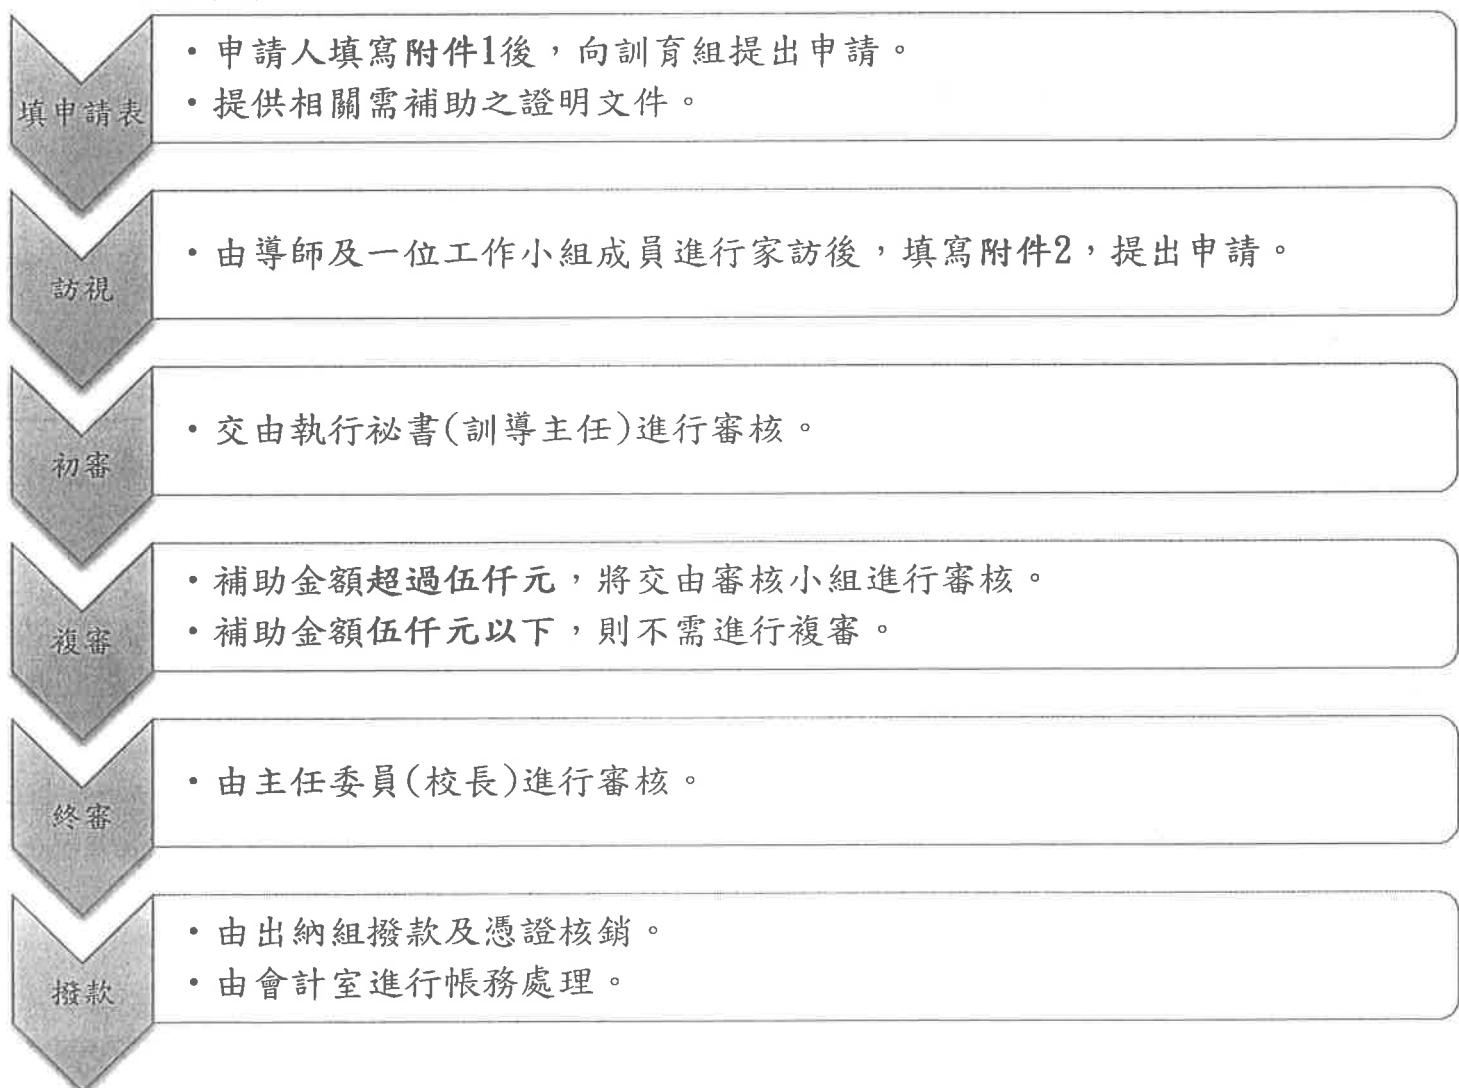 填申請表
・申請人填寫附件1後，向訓育組提出申請。
・提供相關需補助之證明文件。
訪視
・由導師及一位工作小組成員進行家訪後，填寫附件2，提出申請。
初審
・交由執行祕書(訓導主任)進行審核。
複審
・補助金額超過伍仟元，將交由審核小組進行審核。
・補助金額伍仟元以下，則不需進行複審。
終審
・由主任委員(校長)進行審核。
撥款
・由出納組撥款及憑證核銷。
・由會計室進行帳務處理。